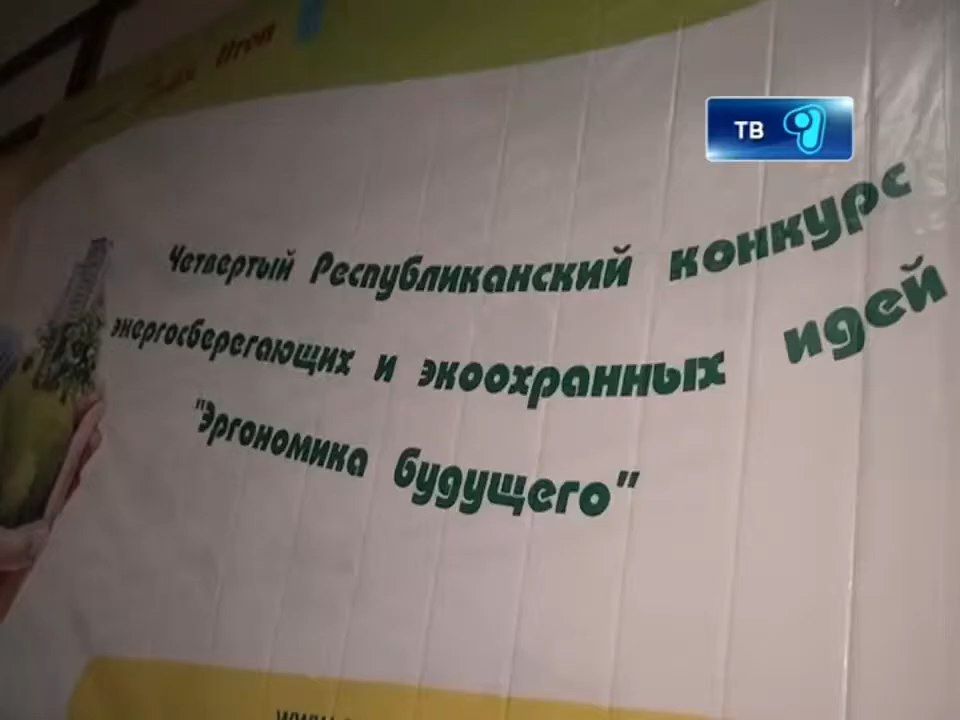 ТВ
Четвертый Республиканский конкурс
энергосберегающих и экоохранных идей
"Эргономика будущего"